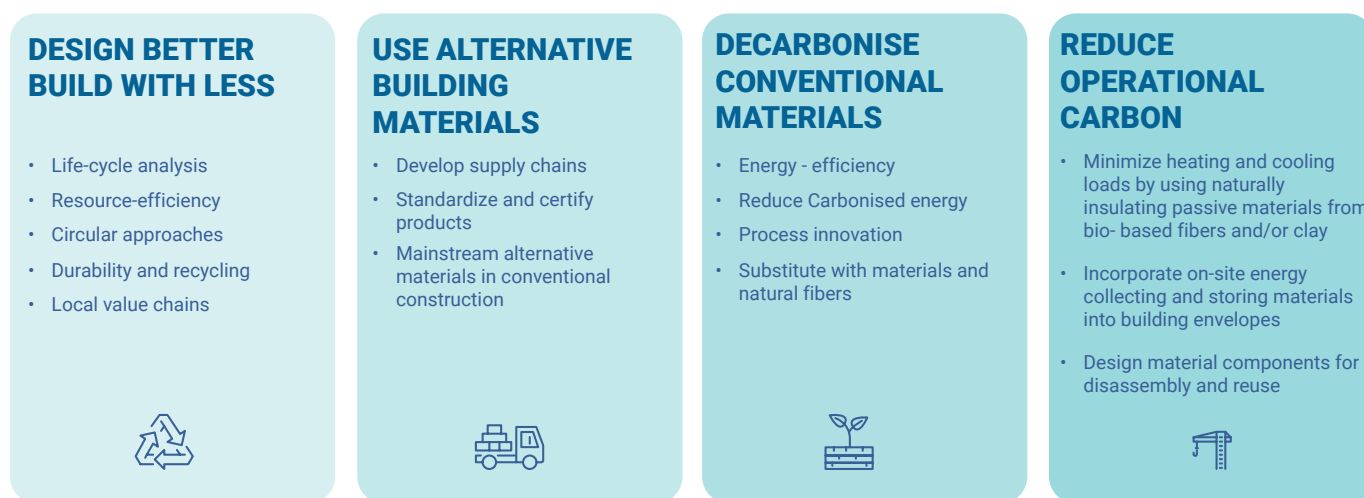 DESIGN BETTER
BUILD WITH LESS
• Life-cycle analysis
• Resource-efficiency
• Circular approaches
• Durability and recycling
• Local value chains
USE ALTERNATIVE
BUILDING
MATERIALS
• Develop supply chains
• Standardize and certify
products
• Mainstream alternative
materials in conventional
construction
DECARBONISE
CONVENTIONAL
MATERIALS
• Energy - efficiency
• Reduce Carbonised energy
• Process innovation
• Substitute with materials and
natural fibers
REDUCE
OPERATIONAL
CARBON
• Minimize heating and cooling
loads by using naturally
insulating passive materials from
bio- based fibers and/or clay
• Incorporate on-site energy
collecting and storing materials
into building envelopes
• Design material components for
disassembly and reuse